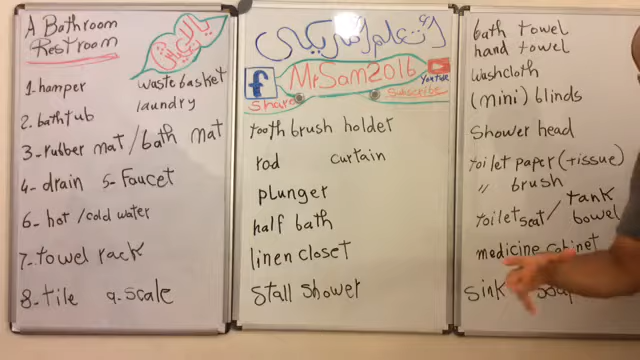 A Bathroom
Restroom
1. hamper waste basket
laundry
2. bathtub
3- rubber mat / bath mat
4- drain 5- Faucet
6- hot / cold water
7- towel rack
8- tile 9. scale
أتعلم أمريكي
f MrSam2016 YouTube
Share Subscribe
tooth brush holder
rod curtain
plunger
half bath
linen closet
Stall shower
bath towel
hand towel
washcloth
(mini) blinds
Shower head
toilet paper (+tissue)
" brush
toilet seat / tank
bowel
medicine cabinet
Sink